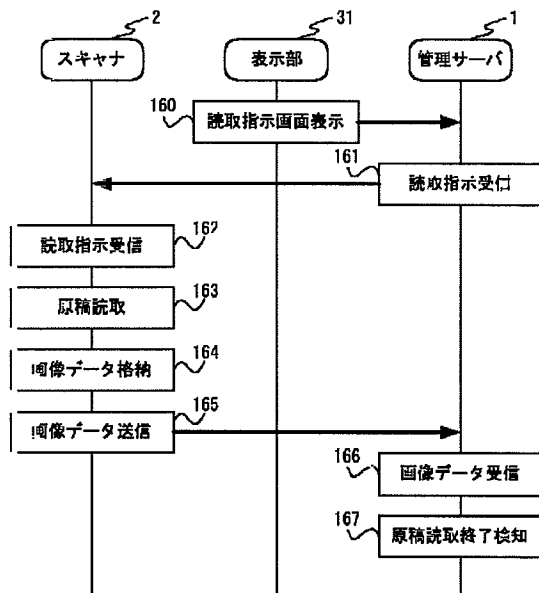 2 31 1
スキャナ 表示部 管理サーバ
160 読取指示画面表示
161 読取指示受信
読取指示受信 162
原稿読取 163
画像データ格納 164
画像データ送信 165
166 画像データ受信
167 原稿読取終了検知